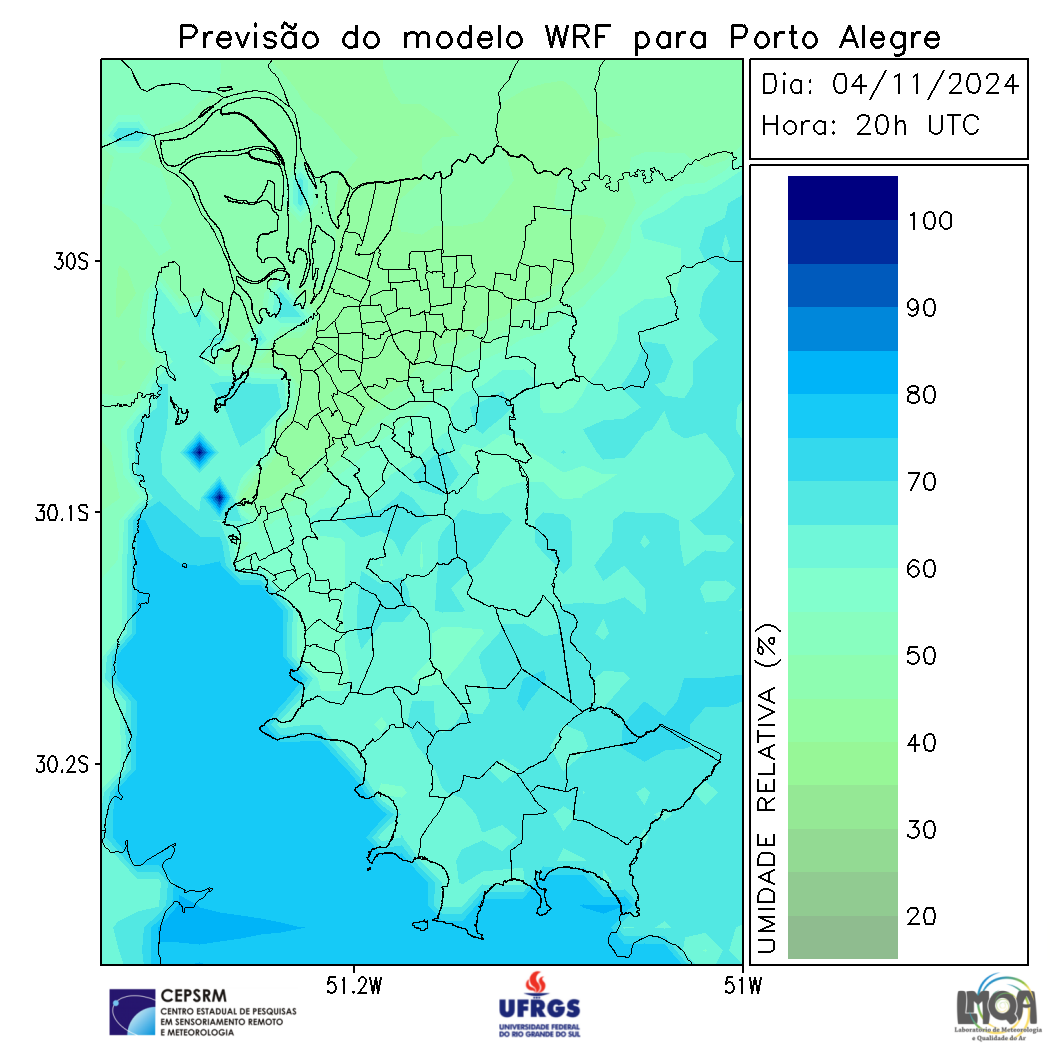 Previsão do modelo WRF para Porto Alegre
Dia: 04/11/2024
Hora: 20h UTC
30S
30.1S
30.2S
51.2W
51W
100
90
80
70
60
50
40
30
20
UMIDADE RELATIVA (%)
CEPSRM
CENTRO ESTADUAL DE PESQUISAS
EM SENSORIAMENTO REMOTO
E METEOROLOGIA
UFRGS
UNIVERSIDADE FEDERAL
DO RIO GRANDE DO SUL
LMQA
Laboratório de Meteorologia
e Qualidade do Ar